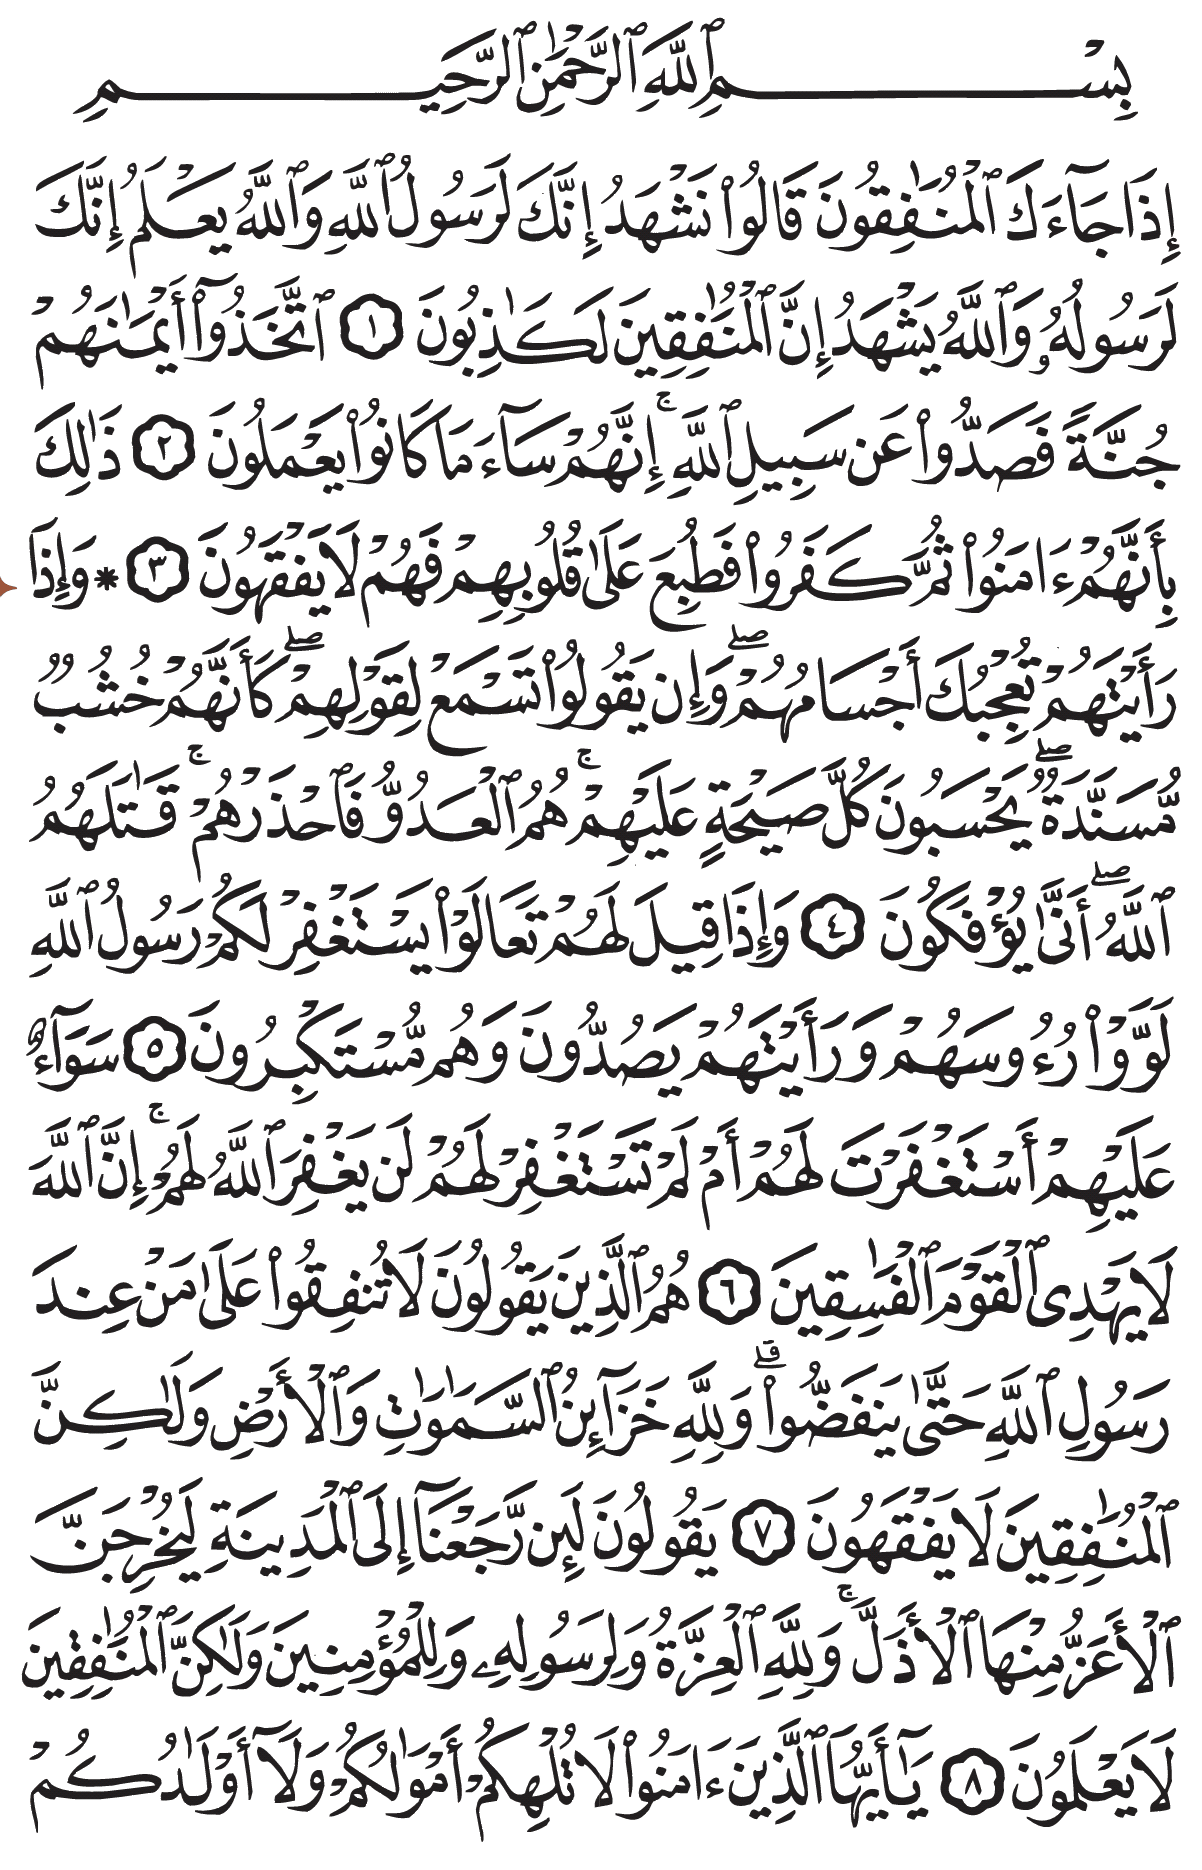 بِسْمِ ٱللَّهِ ٱلرَّحْمَٰنِ ٱلرَّحِيمِ
إِذَا جَآءَكَ ٱلْمُنَٰفِقُونَ قَالُوا۟ نَشْهَدُ إِنَّكَ لَرَسُولُ ٱللَّهِ وَٱللَّهُ يَعْلَمُ إِنَّكَ
لَرَسُولُهُۥ وَٱللَّهُ يَشْهَدُ إِنَّ ٱلْمُنَٰفِقِينَ لَكَٰذِبُونَ ١ ٱتَّخَذُوٓا۟ أَيْمَٰنَهُمْ
جُنَّةً فَصَدُّوا۟ عَن سَبِيلِ ٱللَّهِ ۚ إِنَّهُمْ سَآءَ مَا كَانُوا۟ يَعْمَلُونَ ٢ ذَٰلِكَ
بِأَنَّهُمْ ءَامَنُوا۟ ثُمَّ كَفَرُوا۟ فَطُبِعَ عَلَىٰ قُلُوبِهِمْ فَهُمْ لَا يَفْقَهُونَ ٣ * وَإِذَا
رَأَيْتَهُمْ تُعْجِبُكَ أَجْسَامُهُمْ ۖ وَإِن يَقُولُوا۟ تَسْمَعْ لِقَوْلِهِمْ ۖ كَأَنَّهُمْ خُشُبٌ
مُّسَنَّدَةٌ ۖ يَحْسَبُونَ كُلَّ صَيْحَةٍ عَلَيْهِمْ ۚ هُمُ ٱلْعَدُوُّ فَٱحْذَرْهُمْ ۚ قَٰتَلَهُمُ
ٱللَّهُ ۖ أَنَّىٰ يُؤْفَكُونَ ٤ وَإِذَا قِيلَ لَهُمْ تَعَالَوْا۟ يَسْتَغْفِرْ لَكُمْ رَسُولُ ٱللَّهِ
لَوَّوْا۟ رُءُوسَهُمْ وَرَأَيْتَهُمْ يَصُدُّونَ وَهُم مُّسْتَكْبِرُونَ ٥ سَوَآءٌ
عَلَيْهِمْ أَسْتَغْفَرْتَ لَهُمْ أَمْ لَمْ تَسْتَغْفِرْ لَهُمْ لَن يَغْفِرَ ٱللَّهُ لَهُمْ ۚ إِنَّ ٱللَّهَ
لَا يَهْدِى ٱلْقَوْمَ ٱلْفَٰسِقِينَ ٦ هُمُ ٱلَّذِينَ يَقُولُونَ لَا تُنفِقُوا۟ عَلَىٰ مَنْ عِندَ
رَسُولِ ٱللَّهِ حَتَّىٰ يَنفَضُّوا۟ ۗ وَلِلَّهِ خَزَآئِنُ ٱلسَّمَٰوَٰتِ وَٱلْأَرْضِ وَلَٰكِنَّ
ٱلْمُنَٰفِقِينَ لَا يَفْقَهُونَ ٧ يَقُولُونَ لَئِن رَّجَعْنَآ إِلَى ٱلْمَدِينَةِ لَيُخْرِجَنَّ
ٱلْأَعَزُّ مِنْهَا ٱلْأَذَلَّ ۚ وَلِلَّهِ ٱلْعِزَّةُ وَلِرَسُولِهِۦ وَلِلْمُؤْمِنِينَ وَلَٰكِنَّ ٱلْمُنَٰفِقِينَ
لَا يَعْلَمُونَ ٨ يَٰٓأَيُّهَا ٱلَّذِينَ ءَامَنُوا۟ لَا تُلْهِكُمْ أَمْوَٰلُكُمْ وَلَآ أَوْلَٰدُكُمْ